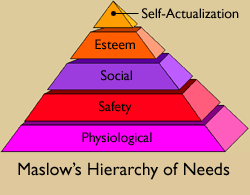 Self-Actualization
Esteem
Social
Safety
Physiological
Maslow's Hierarchy of Needs